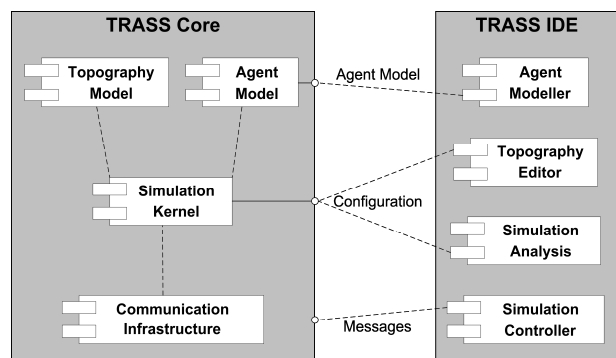 TRASS Core
TRASS IDE
Topography
Model
Agent
Model
Agent Model
Agent
Modeller
Topography
Editor
Simulation
Kernel
Configuration
Simulation
Analysis
Communication
Infrastructure
Messages
Simulation
Controller